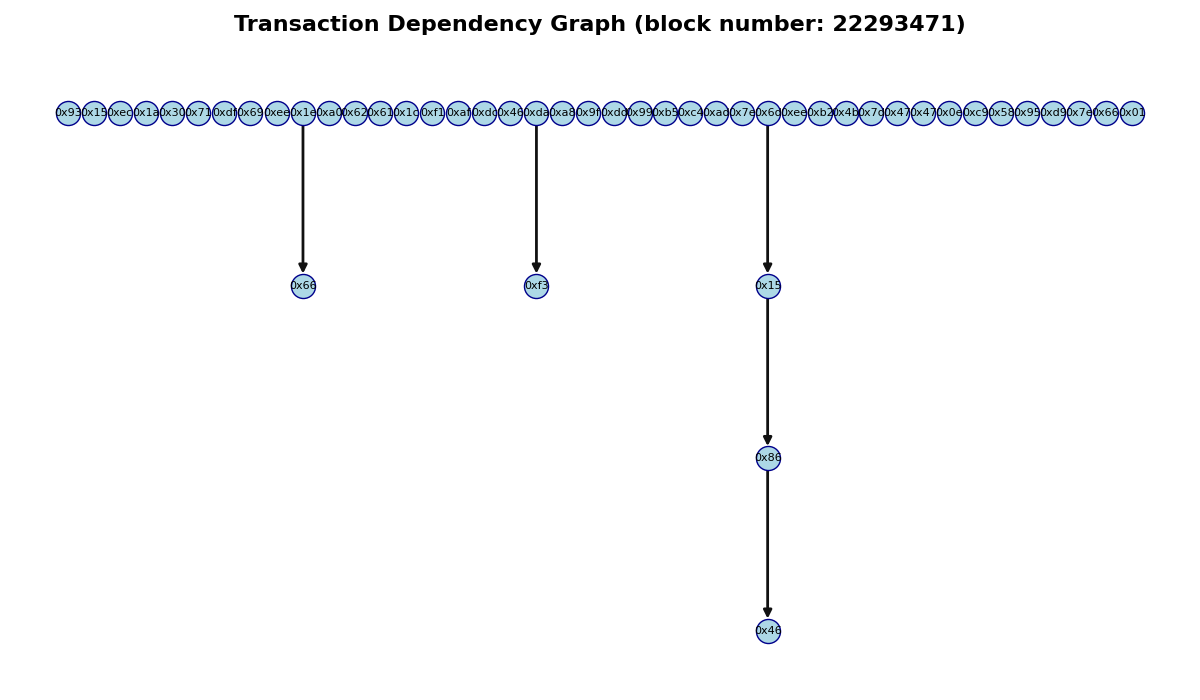 Transaction Dependency Graph (block number: 22293471)
0x93 0x15 0xec 0x1a 0x30 0x71 0xdf 0x69 0xee 0x1e 0xa0 0x62 0x61 0x1c 0xf1 0xaf 0xdc 0x46 0xda 0xa8 0x9f 0xdd 0x99 0xb5 0xc4 0xad 0x7e 0x6d 0xee 0xb2 0x4b 0x7d 0x47 0x47 0x0e 0xc9 0x58 0x95 0xd9 0x7e 0x66 0x01
0x66 0xf3 0x15
0x86
0x46